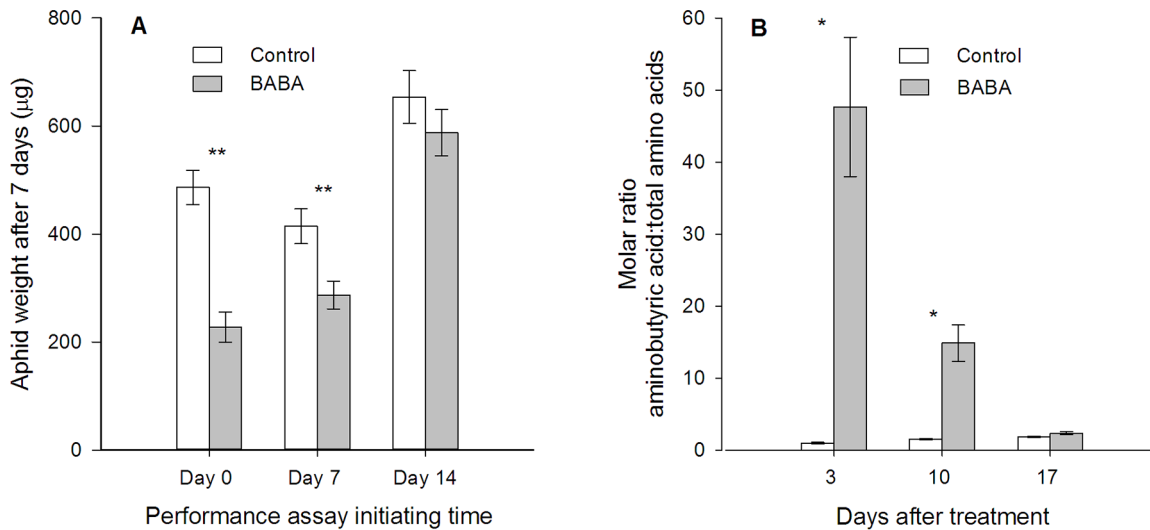 A
Control
BABA
800
600
400
200
0
**
**
Day 0 Day 7 Day 14
Performance assay initiating time
Aphid weight after 7 days (μg)
B
Control
BABA
60
50
40
30
20
10
0
*
*
3 10 17
Days after treatment
Molar ratio
aminobutyric acid:total amino acids